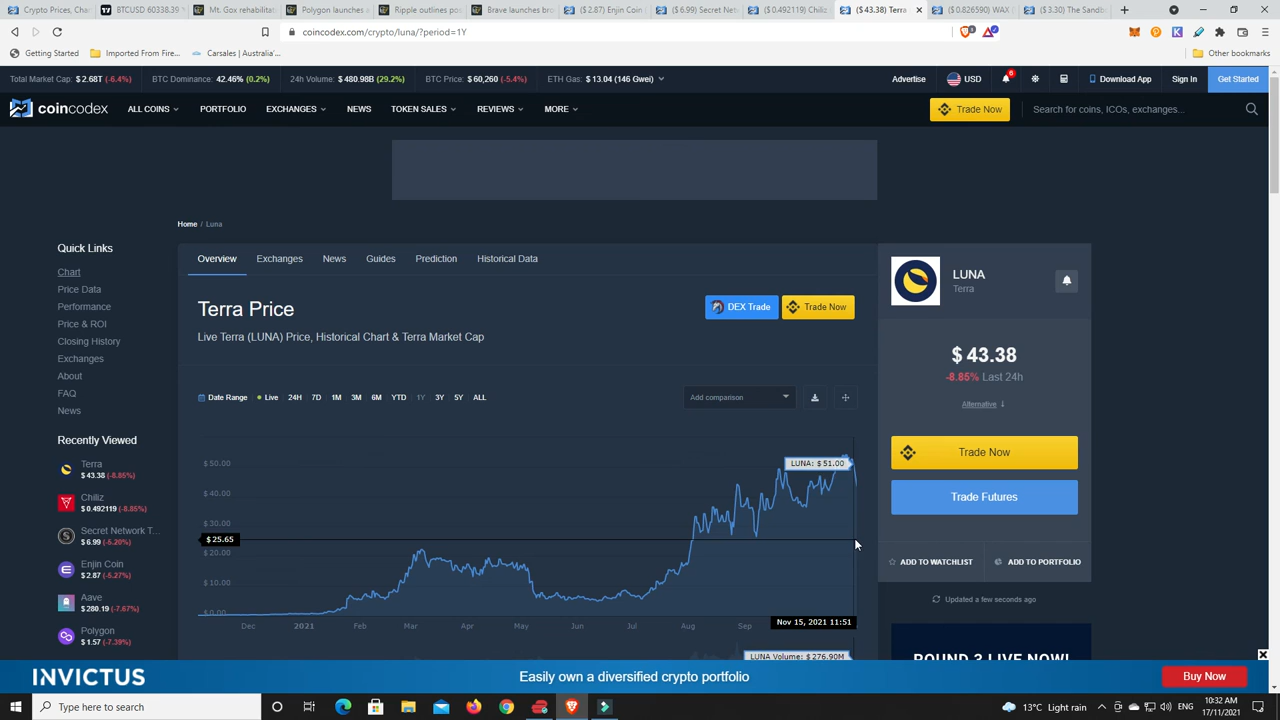 Crypto Prices, Cha
BTCUSD 60338.39
Mt. Gox rehabilitat
Polygon launches a
Ripple outlines pos
Brave launches bro
($2.87) Enjin Coin
($6.99) Secret Net
($0.492119) Chiliz
($43.38) Terra
($0.826590) WAX
($3.30) The Sandb
coincodex.com/crypto/luna/?period=1Y
Getting Started
Imported From Fire...
Carsales | Australia'...
Other bookmarks
Total Market Cap: $ 2.68T (-6.4%)
BTC Dominance: 42.46% (0.2%)
24h Volume: $ 480.98B (29.2%)
BTC Price: $ 60,260 (-5.4%)
ETH Gas: $ 13.04 (146 Gwei)
Advertise
USD
6
Download App
Sign In
Get Started
coincodex
ALL COINS
PORTFOLIO
EXCHANGES
NEWS
TOKEN SALES
REVIEWS
MORE
Trade Now
Search for coins, ICOs, exchanges...
Home / Luna
Quick Links
Chart
Price Data
Performance
Price & ROI
Closing History
Exchanges
About
FAQ
News
Recently Viewed
Terra
$ 43.38 (-8.85%)
Chiliz
$ 0.492119 (-8.85%)
Secret Network T...
$ 6.99 (-5.20%)
Enjin Coin
$ 2.87 (-5.27%)
Aave
$ 280.19 (-7.67%)
Polygon
$ 1.57 (-7.39%)
Overview
Exchanges
News
Guides
Prediction
Historical Data
Terra Price
DEX Trade
Trade Now
Live Terra (LUNA) Price, Historical Chart & Terra Market Cap
Date Range
Live
24H
7D
1M
3M
6M
YTD
1Y
3Y
5Y
ALL
Add comparison
$ 50.00
$ 40.00
$ 30.00
$ 25.65
$ 20.00
$ 10.00
$ 0.00
LUNA: $ 51.00
Dec
2021
Feb
Mar
Apr
May
Jun
Jul
Aug
Sep
Nov 15, 2021 11:51
LUNA Volume: $ 276.90M
LUNA
Terra
$ 43.38
-8.85% Last 24h
Alternative
Trade Now
Trade Futures
ADD TO WATCHLIST
ADD TO PORTFOLIO
Updated a few seconds ago
ROUND 3 LIVE NOW!
INVICTUS
Easily own a diversified crypto portfolio
Buy Now
Type here to search
13°C Light rain
ENG
10:32 AM
17/11/2021